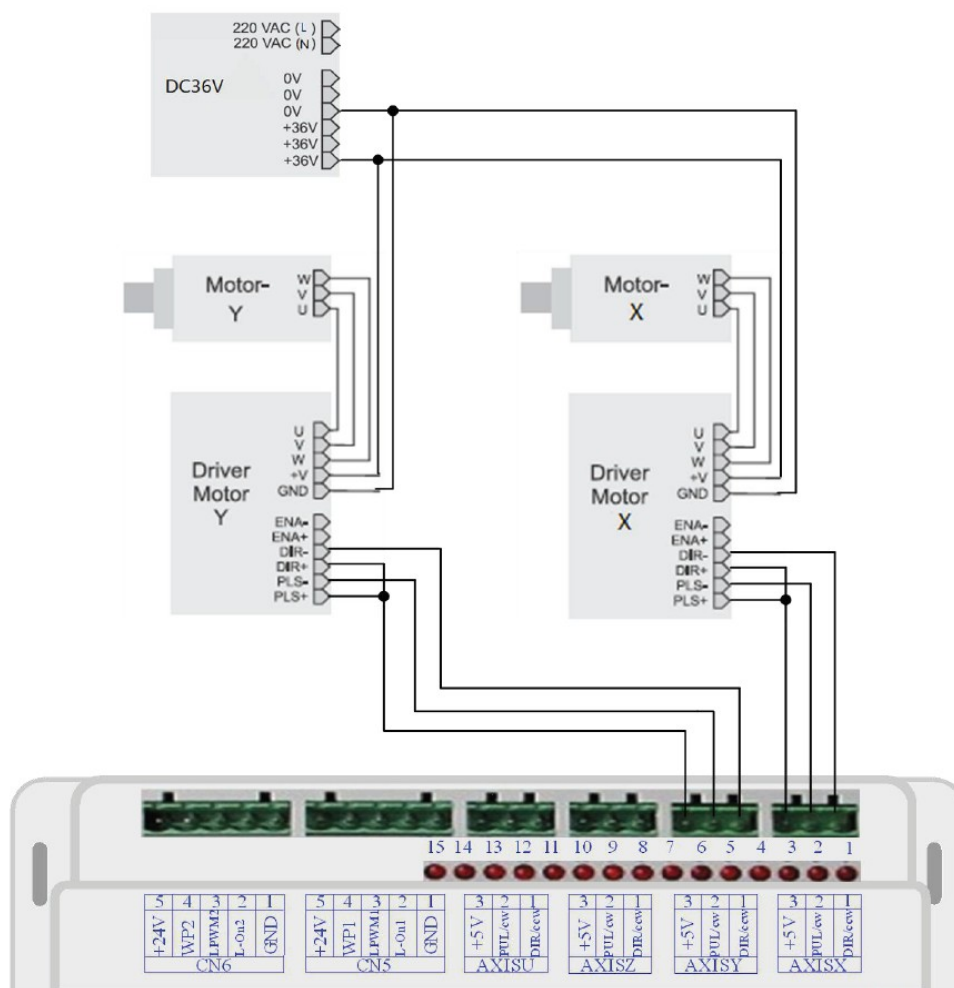 220 VAC (L)
220 VAC (N)
DC36V
0V
0V
0V
+36V
+36V
+36V
Motor-
Y
W
V
U
Motor-
X
W
V
U
Driver
Motor
Y
U
V
W
+V
GND
ENA-
ENA+
DIR-
DIR+
PLS-
PLS+
Driver
Motor
X
U
V
W
+V
GND
ENA-
ENA+
DIR-
DIR+
PLS-
PLS+
15 14 13 12 11 10 9 8 7 6 5 4 3 2 1
5 4 3 2 1
+24V WP2 LPWM2 L-On2 GND
CN6
5 4 3 2 1
+24V WP1 LPWM1 L-On1 GND
CN5
3 2 1
+5V PUL/cw DIR/ccw
AXISU
3 2 1
+5V PUL/cw DIR/ccw
AXISZ
3 2 1
+5V PUL/cw DIR/ccw
AXISY
3 2 1
+5V PUL/cw DIR/ccw
AXISX